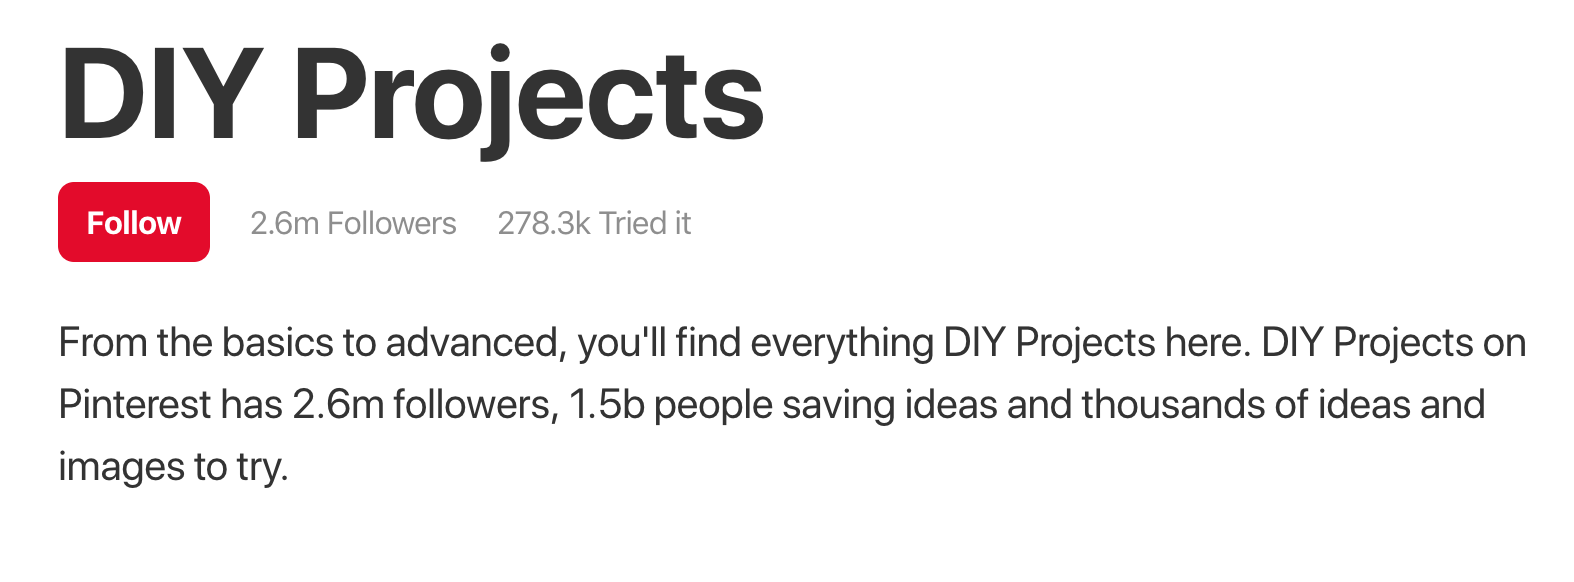 DIY Projects
Follow 2.6m Followers 278.3k Tried it
From the basics to advanced, you'll find everything DIY Projects here. DIY Projects on
Pinterest has 2.6m followers, 1.5b people saving ideas and thousands of ideas and
images to try.